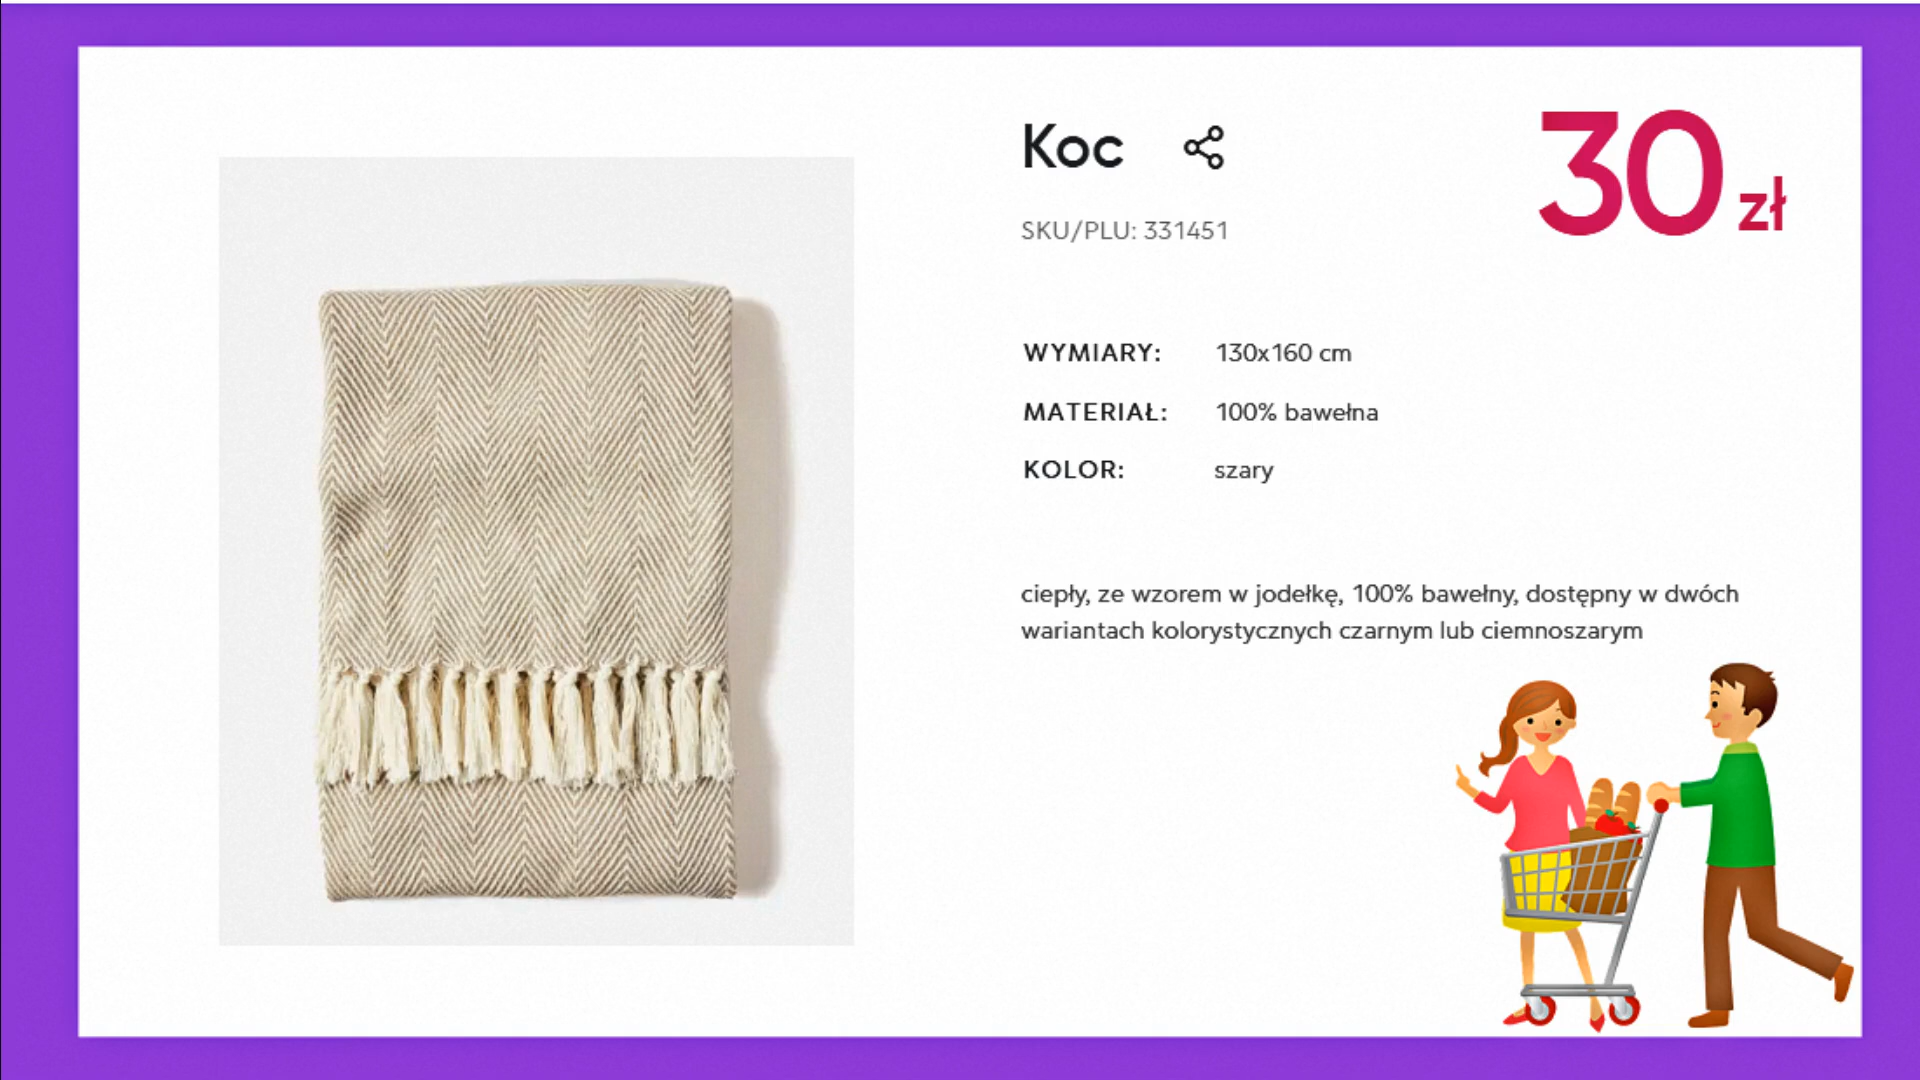 Koc
30 zł
SKU/PLU: 331451
WYMIARY: 130x160 cm
MATERIAŁ: 100% bawełna
KOLOR: szary
ciepły, ze wzorem w jodełkę, 100% bawełny, dostępny w dwóch
wariantach kolorystycznych czarnym lub ciemnoszarym